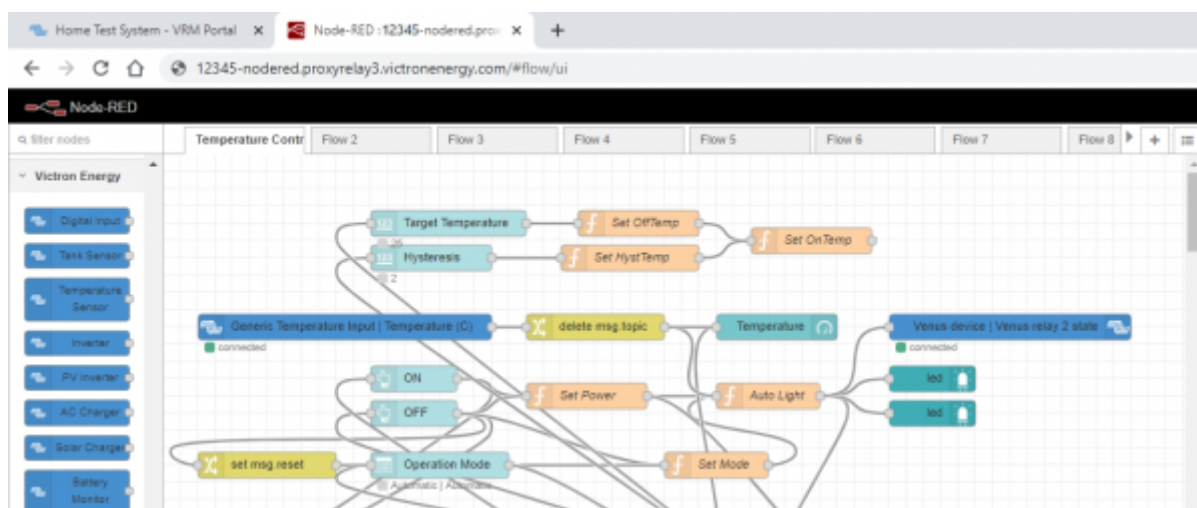 Home Test System - VRM Portal
Node-RED : 12345-nodered.prox
12345-nodered.proxyrelay3.victronenergy.com/#flow/ui
Node-RED
filter nodes
Temperature Contr
Flow 2
Flow 3
Flow 4
Flow 5
Flow 6
Flow 7
Flow 8
Victron Energy
Digital Input
Tank Sensor
Temperature
Sensor
Inverter
PV Inverter
AC Charger
Solar Charger
Battery
Monitor
Target Temperature
Set OffTemp
Set OnTemp
Hysteresis
2
Set HystTemp
Generic Temperature Input | Temperature (C)
connected
delete msg.topic
Temperature
Venus device | Venus relay 2 state
connected
ON
OFF
Set Power
Auto Light
led
led
set msg.reset
Operation Mode
Automatic | Automatic
Set Mode